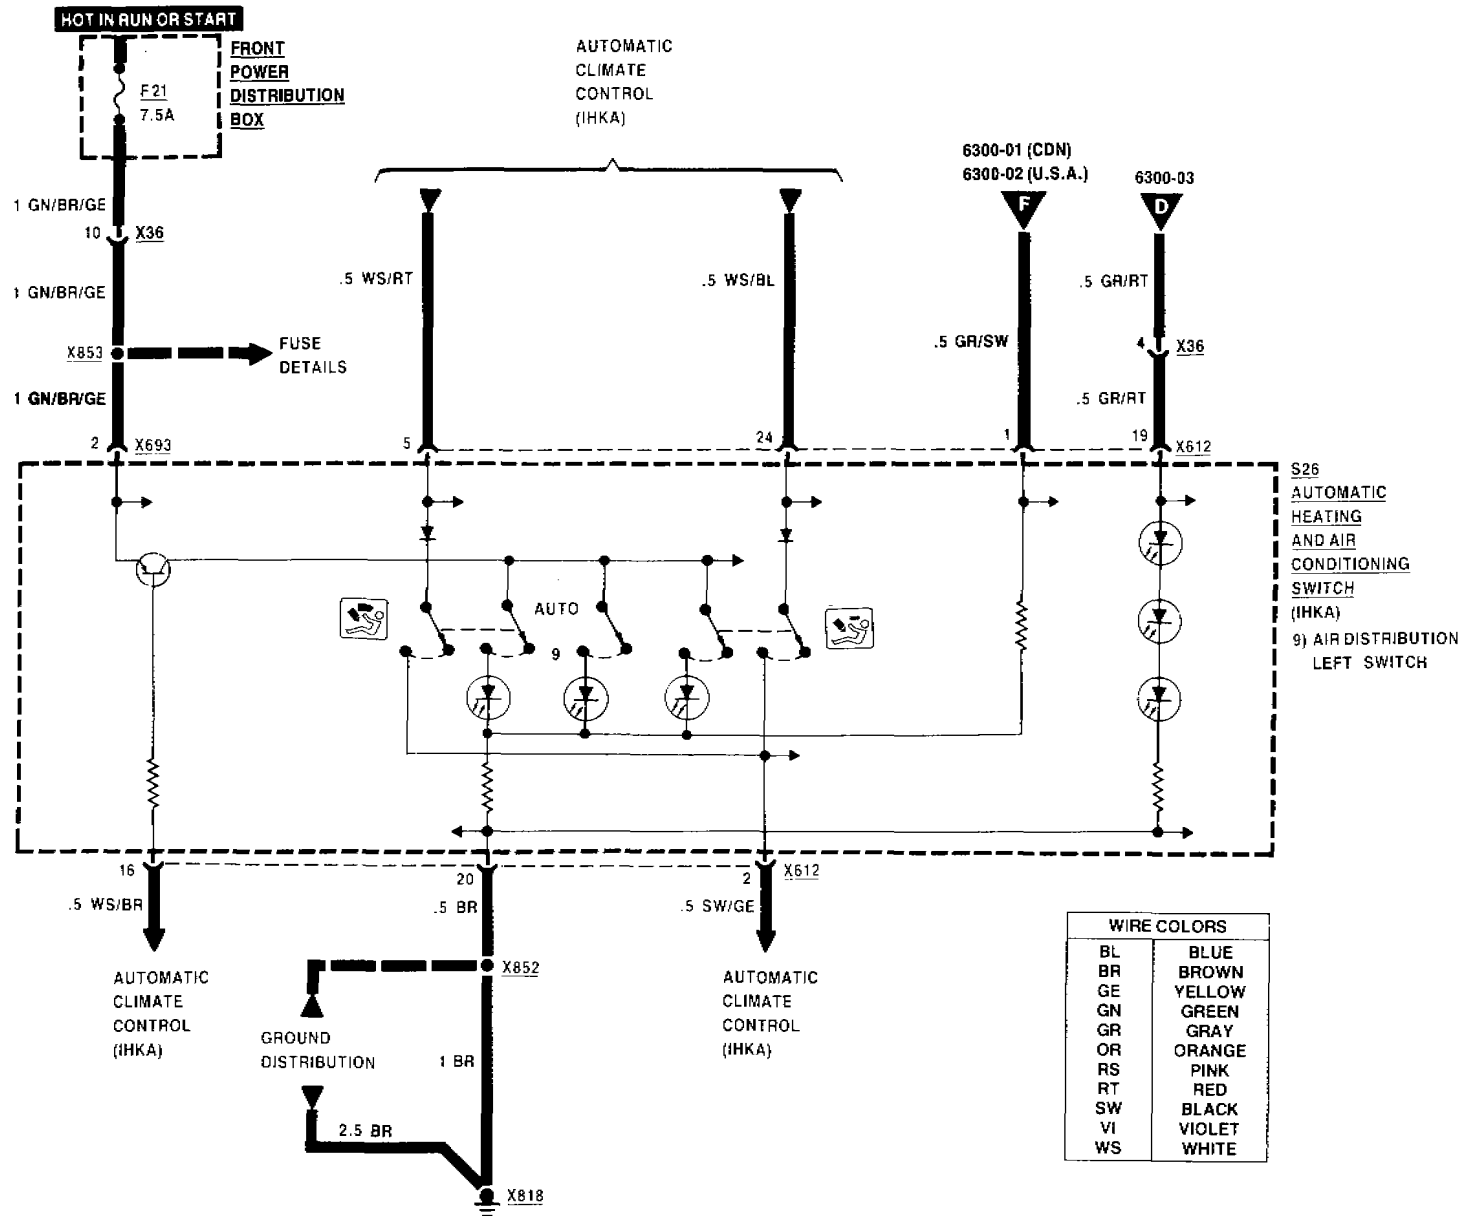 HOT IN RUN OR START
FRONT
POWER
DISTRIBUTION
BOX
F21
7.5A
AUTOMATIC
CLIMATE
CONTROL
(IHKA)
6300-01 (CDN)
6300-02 (U.S.A.)
F
6300-03
D
1 GN/BR/GE
10 X36
1 GN/BR/GE
X853
FUSE
DETAILS
1 GN/BR/GE
2 X693
.5 WS/RT
5
.5 WS/BL
24
.5 GR/SW
1
.5 GR/RT
4 X36
.5 GR/RT
19 X612
S26
AUTOMATIC
HEATING
AND AIR
CONDITIONING
SWITCH
(IHKA)
9) AIR DISTRIBUTION
LEFT SWITCH
AUTO
9
16
.5 WS/BR
AUTOMATIC
CLIMATE
CONTROL
(IHKA)
20
.5 BR
X852
GROUND
DISTRIBUTION
1 BR
2.5 BR
X818
2 X612
.5 SW/GE
AUTOMATIC
CLIMATE
CONTROL
(IHKA)
WIRE COLORS
BL BLUE
BR BROWN
GE YELLOW
GN GREEN
GR GRAY
OR ORANGE
RS PINK
RT RED
SW BLACK
VI VIOLET
WS WHITE